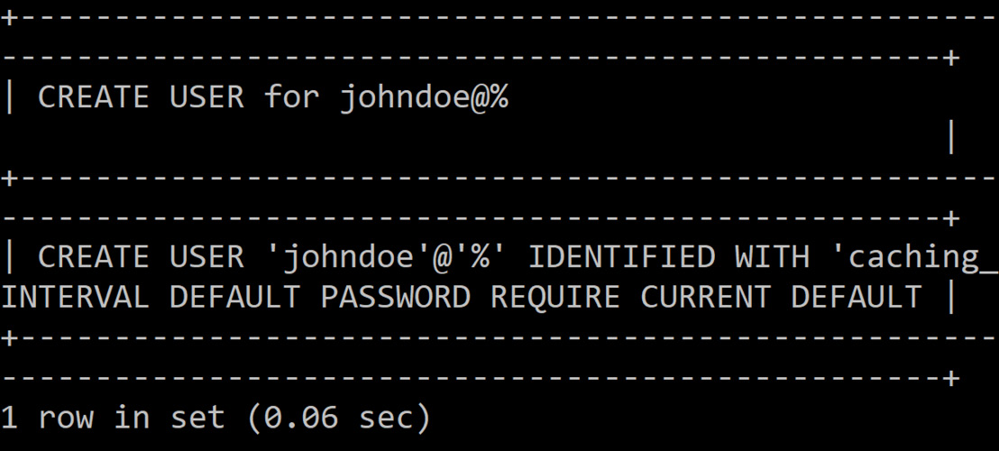 +-----------------------------------------------------
---------------------------------------------------+
| CREATE USER for johndoe@%
|
+-----------------------------------------------------
---------------------------------------------------+
| CREATE USER 'johndoe'@'%' IDENTIFIED WITH 'caching_
INTERVAL DEFAULT PASSWORD REQUIRE CURRENT DEFAULT |
+-----------------------------------------------------
---------------------------------------------------+
1 row in set (0.06 sec)